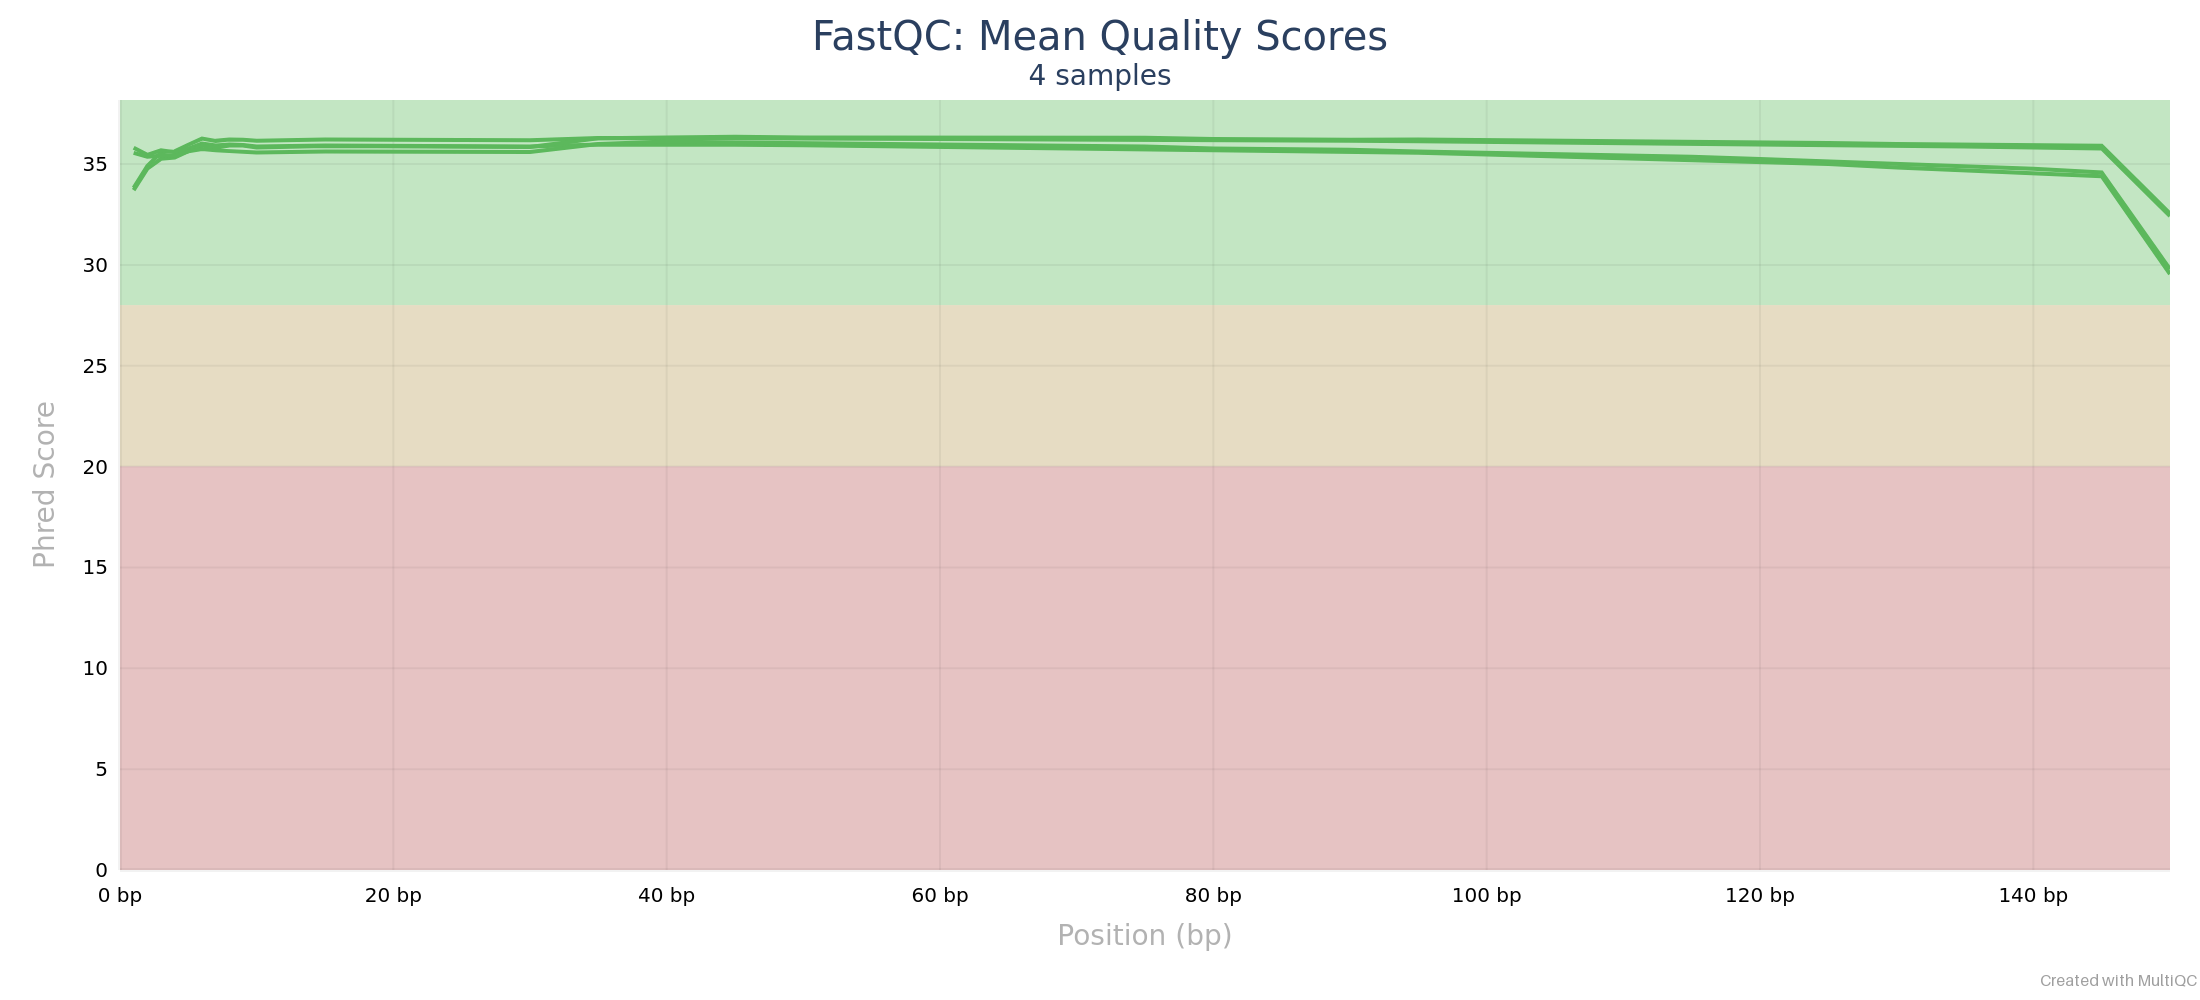 FastQC: Mean Quality Scores
4 samples
Phred Score
35
30
25
20
15
10
5
0
0 bp
20 bp
40 bp
60 bp
80 bp
100 bp
120 bp
140 bp
Position (bp)
Created with MultiQC